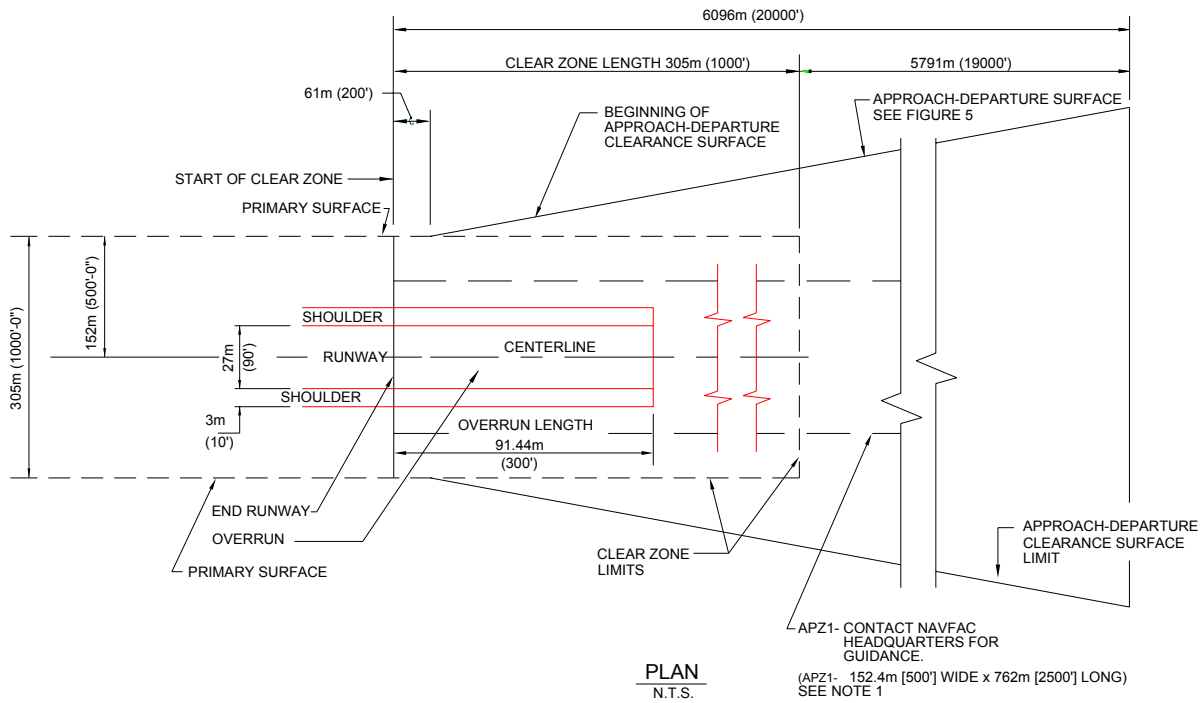 6096m (20000')
CLEAR ZONE LENGTH 305m (1000')
5791m (19000')
61m (200')
BEGINNING OF
APPROACH-DEPARTURE
CLEARANCE SURFACE
APPROACH-DEPARTURE SURFACE
SEE FIGURE 5
START OF CLEAR ZONE
PRIMARY SURFACE
305m (1000'-0")
152m (500'-0")
SHOULDER
27m
(90')
RUNWAY
CENTERLINE
SHOULDER
3m
(10')
OVERRUN LENGTH
91.44m
(300')
END RUNWAY
OVERRUN
PRIMARY SURFACE
CLEAR ZONE
LIMITS
APPROACH-DEPARTURE
CLEARANCE SURFACE
LIMIT
APZ1- CONTACT NAVFAC
HEADQUARTERS FOR
GUIDANCE.
(APZ1- 152.4m [500'] WIDE x 762m [2500'] LONG)
SEE NOTE 1
PLAN
N.T.S.